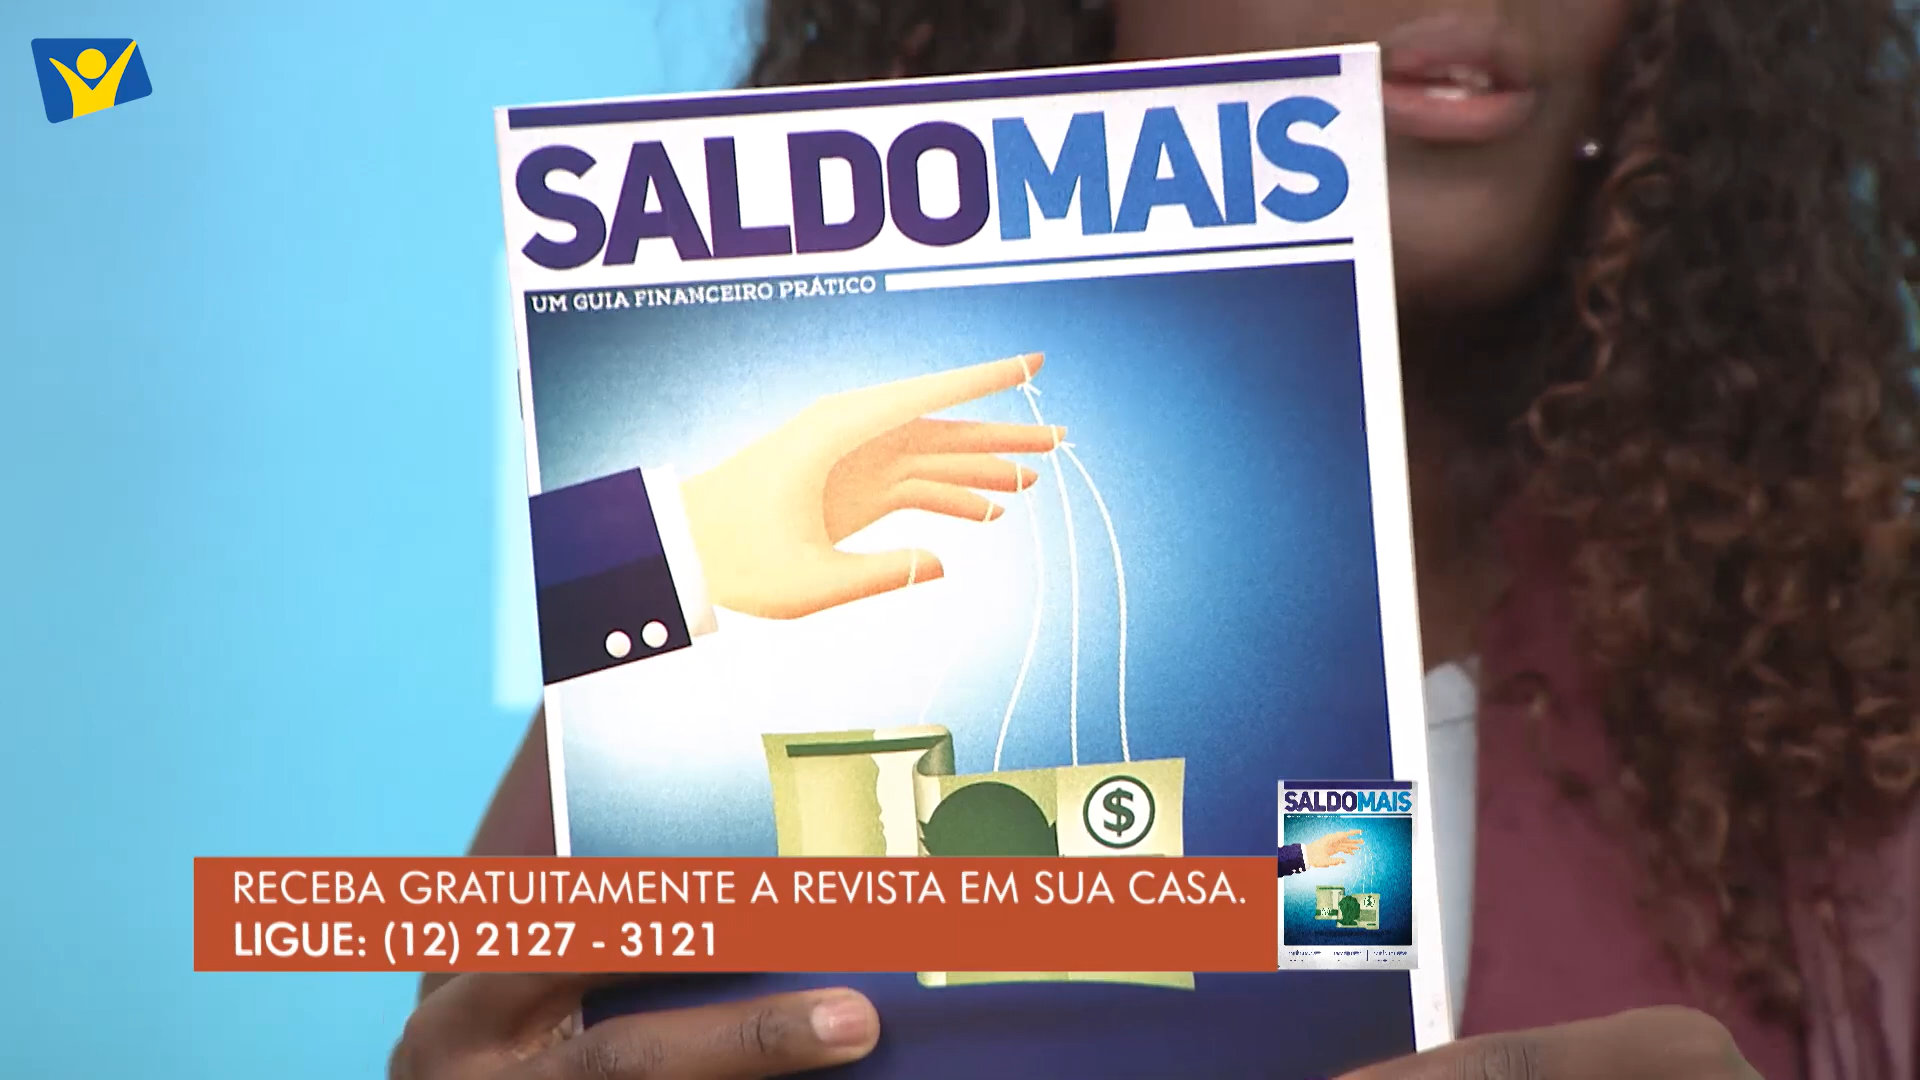 SALDOMAIS
UM GUIA FINANCEIRO PRÁTICO
$
RECEBA GRATUITAMENTE A REVISTA EM SUA CASA.
LIGUE: (12) 2127 - 3121
SALDOMAIS